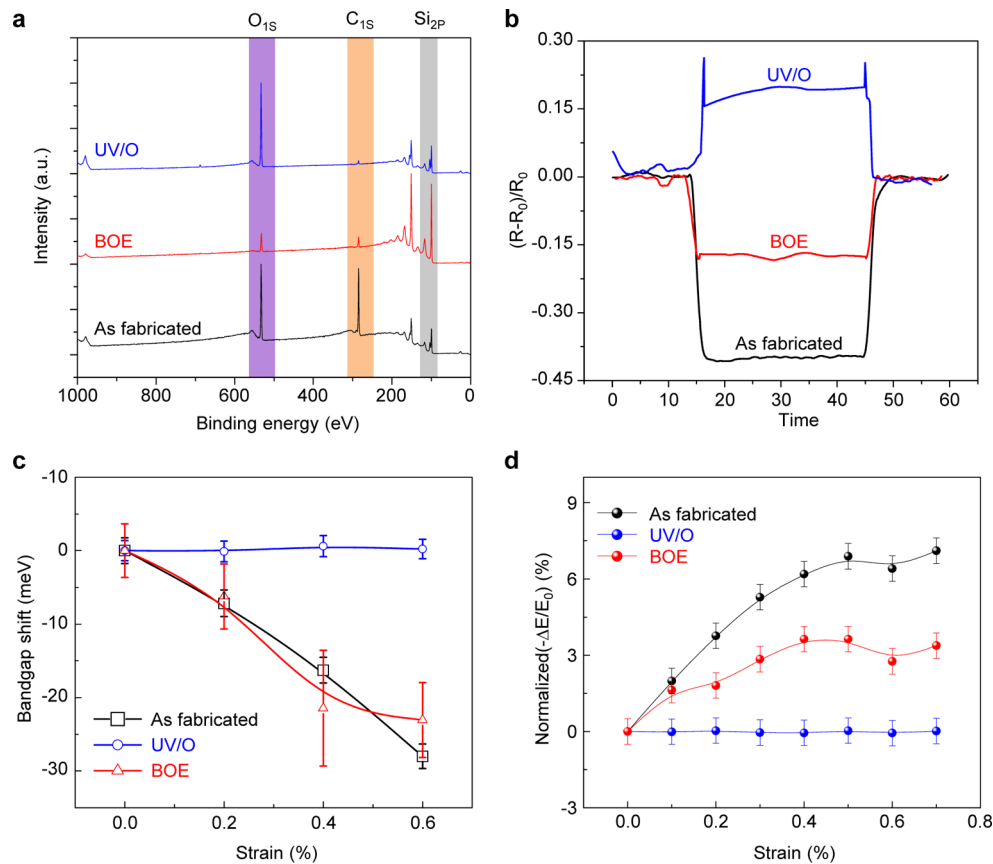 a
O1S
C1S
Si2P
UV/O
BOE
As fabricated
Intensity (a.u.)
1000
800
600
400
200
0
Binding energy (eV)
b
0.30
0.15
0.00
-0.15
-0.30
-0.45
(R-R0)/R0
UV/O
BOE
As fabricated
0
10
20
30
40
50
60
Time
c
-10
0
-10
-20
-30
Bandgap shift (meV)
As fabricated
UV/O
BOE
0.0
0.2
0.4
0.6
Strain (%)
d
9
6
3
0
-3
Normalized(-ΔE/E0) (%)
As fabricated
UV/O
BOE
0.0
0.2
0.4
0.6
0.8
Strain (%)